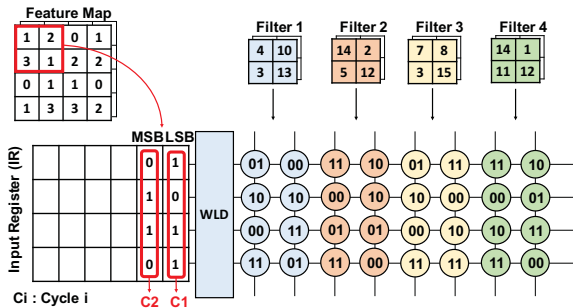 Feature Map
1 2 0 1
3 1 2 2
0 1 1 0
1 3 3 2
Filter 1
4 10
3 13
Filter 2
14 2
5 12
Filter 3
7 8
3 15
Filter 4
14 1
11 12
MSB LSB
Input Register (IR)
0 1
1 0
1 1
0 1
WLD
01 00 11 10 01 11 11 10
10 10 00 10 10 00 00 01
00 11 01 01 00 11 10 11
11 01 11 00 11 11 11 00
Ci : Cycle i
C2 C1